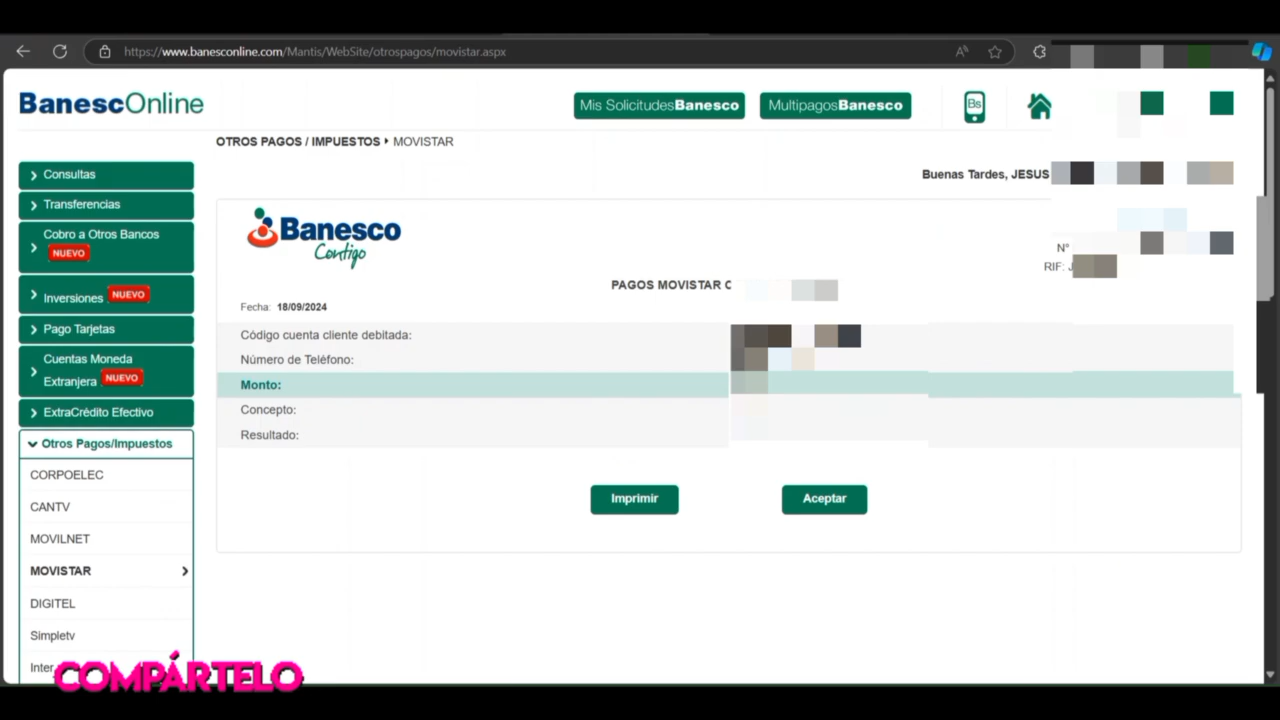 https://www.banesconline.com/Mantis/WebSite/otrospagos/movistar.aspx
BanescOnline
Mis SolicitudesBanesco
MultipagosBanesco
Bs
OTROS PAGOS / IMPUESTOS MOVISTAR
Buenas Tardes, JESUS
Consultas
Transferencias
Cobro a Otros Bancos
NUEVO
Inversiones NUEVO
Pago Tarjetas
Cuentas Moneda
Extranjera NUEVO
ExtraCrédito Efectivo
Otros Pagos/Impuestos
CORPOELEC
CANTV
MOVILNET
MOVISTAR
DIGITEL
Simpletv
Inter
Banesco
Contigo
N°
RIF: J
PAGOS MOVISTAR C
Fecha: 18/09/2024
Código cuenta cliente debitada:
Número de Teléfono:
Monto:
Concepto:
Resultado:
Imprimir
Aceptar
COMPÁRTELO